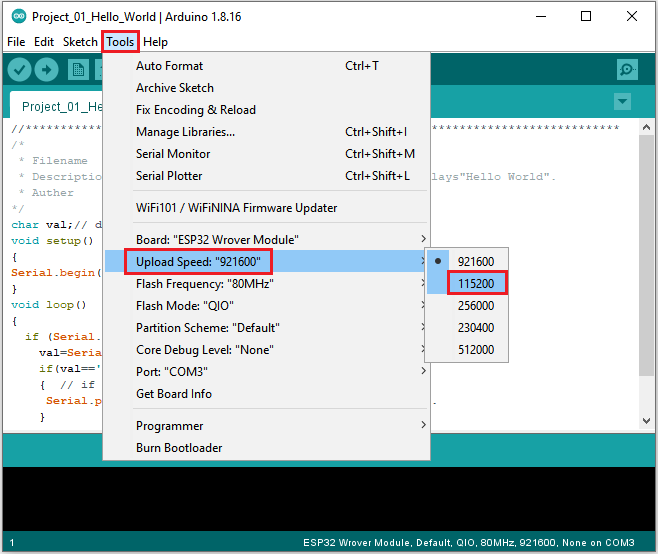 Project_01_Hello_World | Arduino 1.8.16
File Edit Sketch Tools Help
Project_01_He
//***********
***************************
/*
* Filename
* Descriptio
lays"Hello World".
* Auther
*/
char val;// d
void setup()
{
Serial.begin(
}
void loop()
{
if (Serial.
val=Seria
if(val=='
{ // if
Serial.p
.
}
Auto Format Ctrl+T
Archive Sketch
Fix Encoding & Reload
Manage Libraries... Ctrl+Shift+I
Serial Monitor Ctrl+Shift+M
Serial Plotter Ctrl+Shift+L
WiFi101 / WiFiNINA Firmware Updater
Board: "ESP32 Wrover Module"
Upload Speed: "921600"
Flash Frequency: "80MHz"
Flash Mode: "QIO"
Partition Scheme: "Default"
Core Debug Level: "None"
Port: "COM3"
Get Board Info
Programmer
Burn Bootloader
921600
115200
256000
230400
512000
1 ESP32 Wrover Module, Default, QIO, 80MHz, 921600, None on COM3